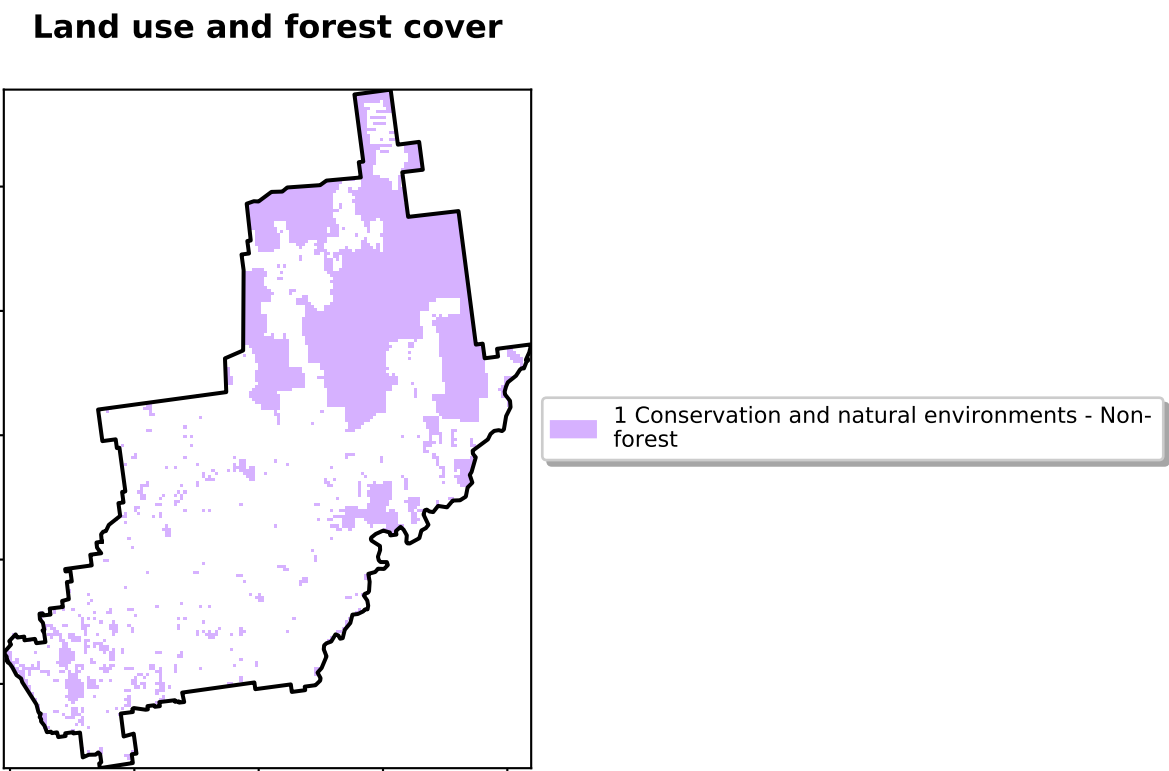 Land use and forest cover
1 Conservation and natural environments - Non-
forest